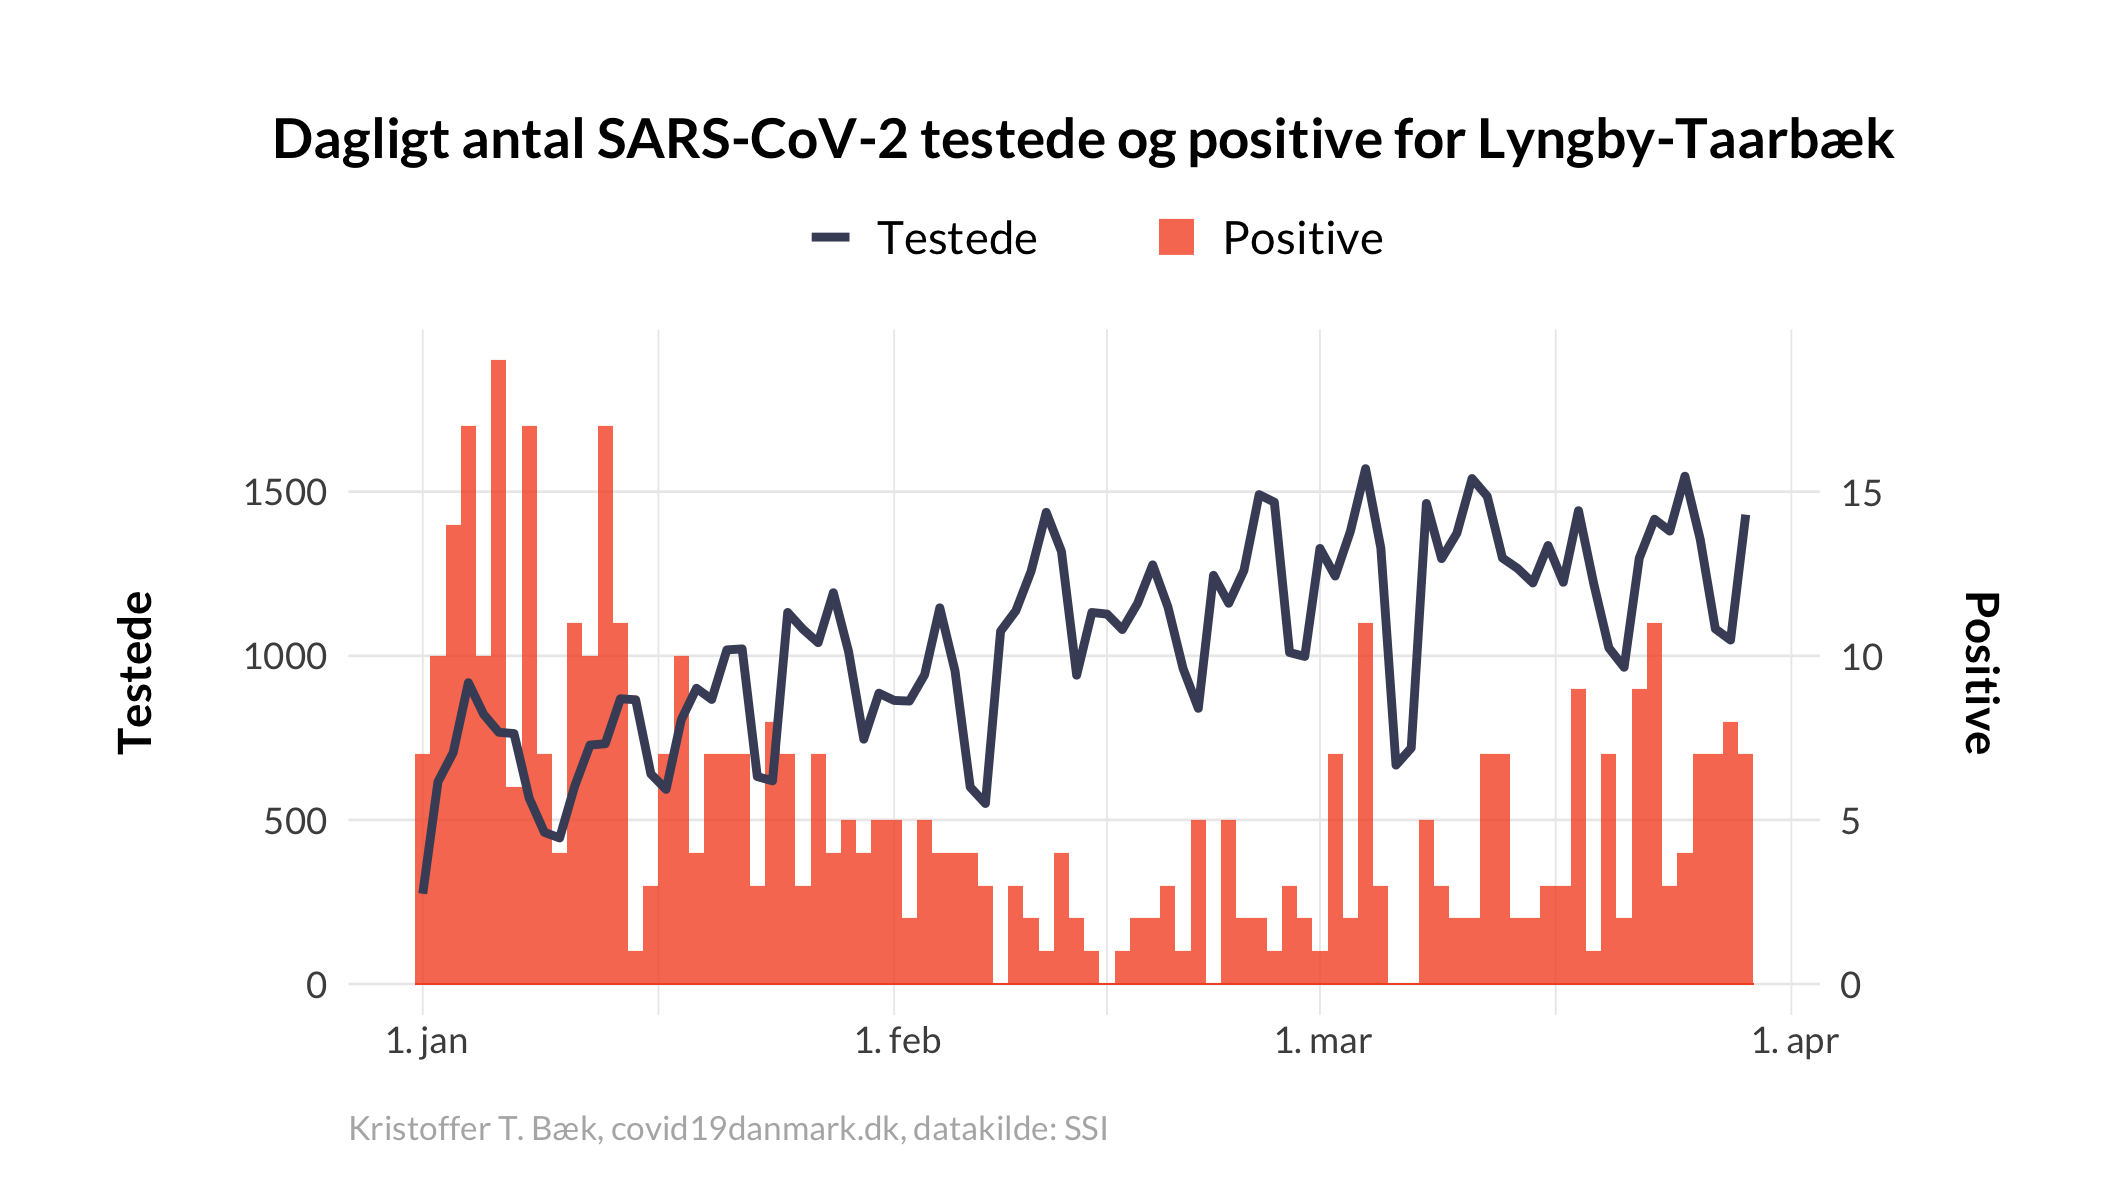 Dagligt antal SARS-CoV-2 testede og positive for Lyngby-Taarbæk
Testede Positive
1500 15
1000 10
500 5
0 0
Testede
Positive
1. jan 1. feb 1. mar 1. apr
Kristoffer T. Bæk, covid19danmark.dk, datakilde: SSI